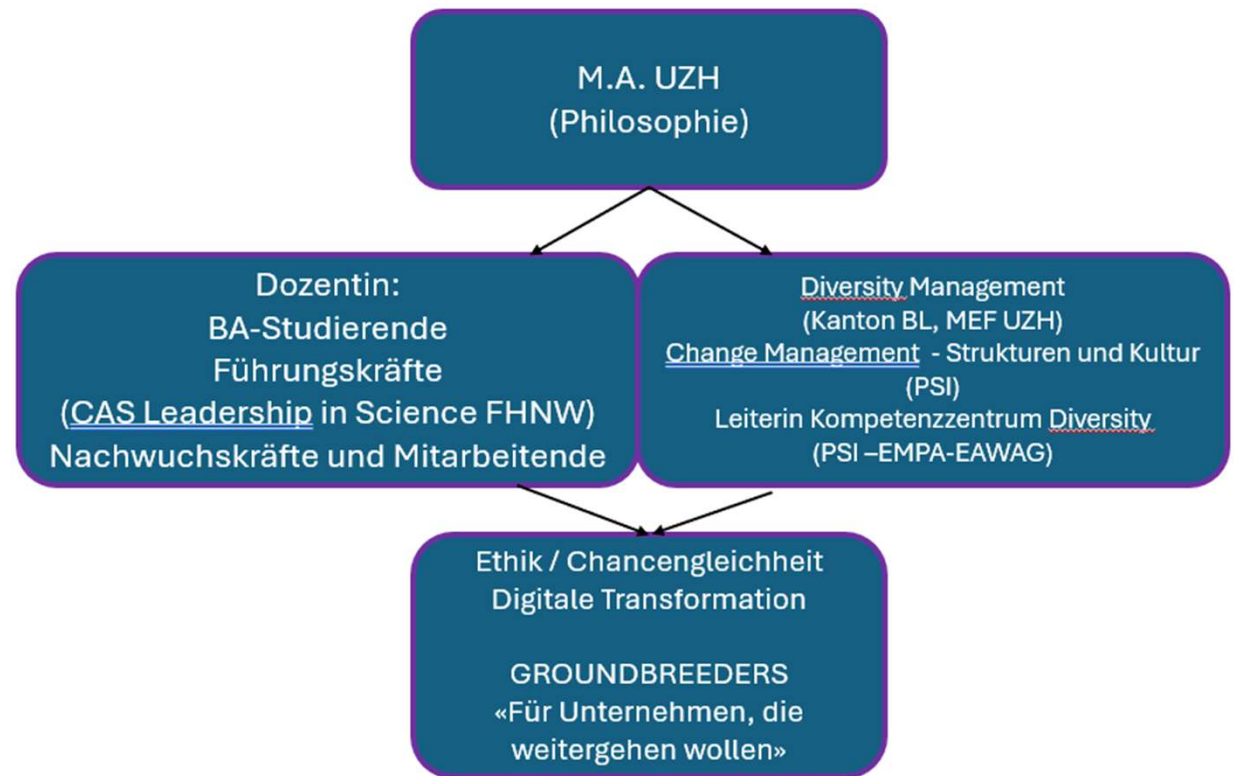 M.A. UZH
(Philosophie)
Dozentin:
BA-Studierende
Führungskräfte
(CAS Leadership in Science FHNW)
Nachwuchskräfte und Mitarbeitende
Diversity Management
(Kanton BL, MEF UZH)
Change Management - Strukturen und Kultur
(PSI)
Leiterin Kompetenzzentrum Diversity
(PSI –EMPA-EAWAG)
Ethik / Chancengleichheit
Digitale Transformation
GROUNDBREEDERS
«Für Unternehmen, die
weitergehen wollen»